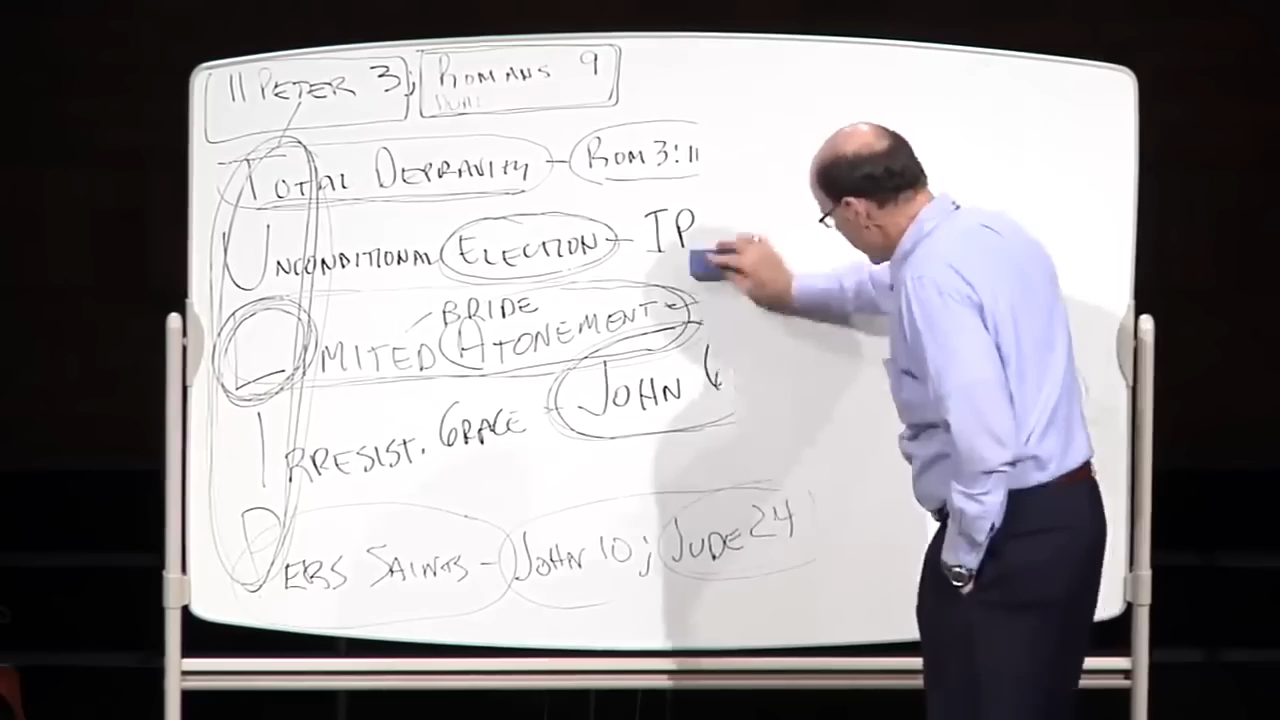 II PETER 3; ROMANS 9
TOTAL DEPRAVITY - ROM 3:11
UNCONDITIONAL ELECTION - IP
BRIDE
LIMITED ATONEMENT -
IRRESIST. GRACE - JOHN 6
PERS SAINTS - JOHN 10; JUDE 24